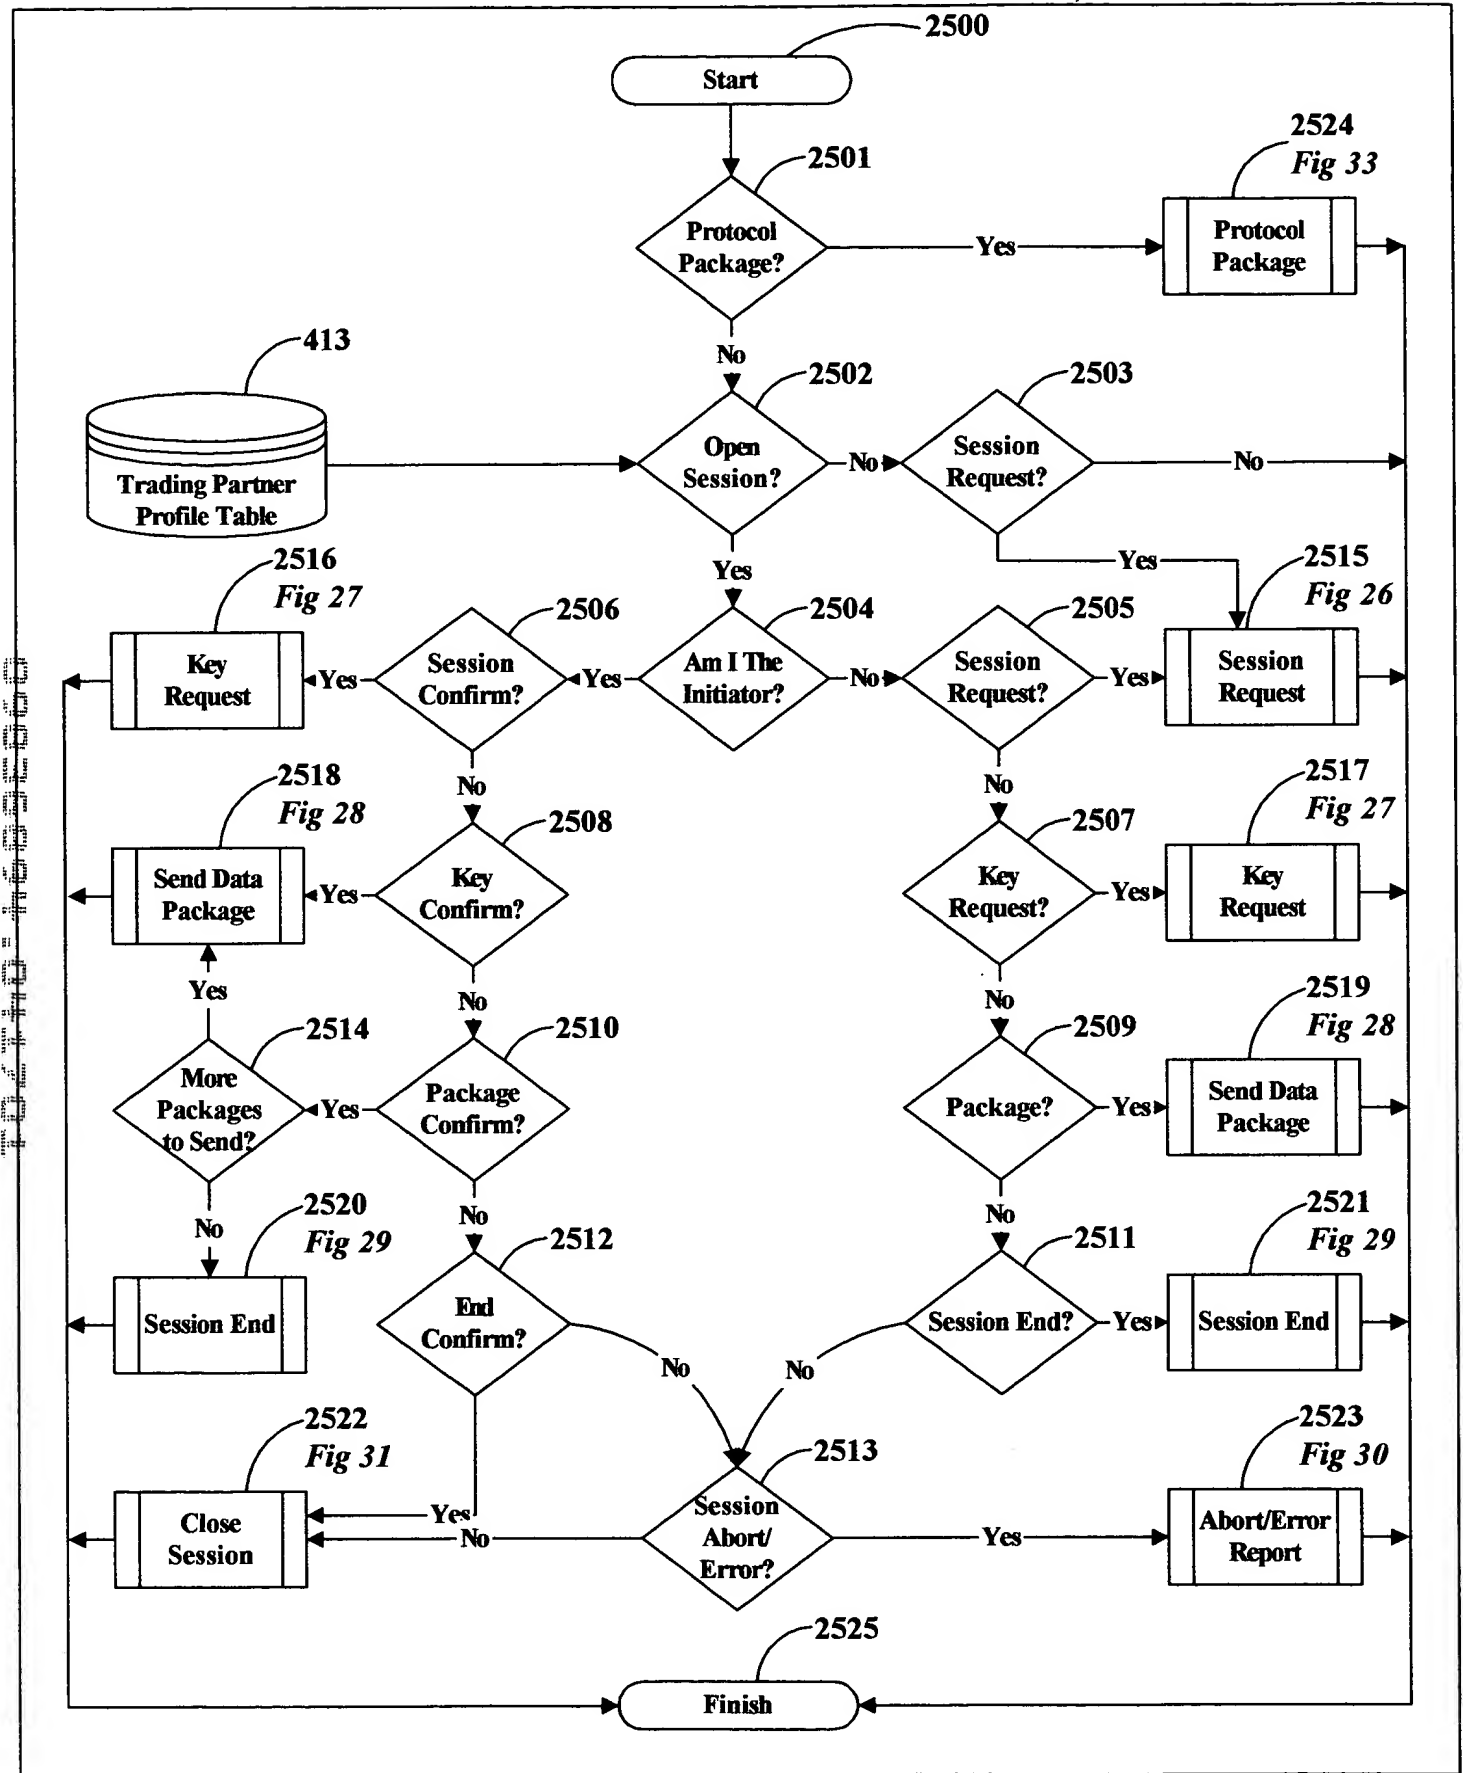 2500
Start
2524
Fig 33
2501
Protocol
Package?
Yes
Protocol
Package
No
413
2502
2503
Open
Session?
No
Session
Request?
No
Trading Partner
Profile Table
Yes
Yes
2516
Fig 27
2515
Fig 26
2506
2504
2505
Key
Request
Yes
Session
Confirm?
Yes
Am I The
Initiator?
No
Session
Request?
Yes
Session
Request
No
No
2518
Fig 28
2517
Fig 27
2508
2507
Send Data
Package
Yes
Key
Confirm?
Key
Request?
Yes
Key
Request
Yes
No
No
2519
Fig 28
2514
2510
2509
More
Packages
to Send?
Yes
Package
Confirm?
Package?
Yes
Send Data
Package
No
No
No
2520
Fig 29
2521
Fig 29
2512
2511
Session End
End
Confirm?
Session End?
Yes
Session End
No
No
2522
Fig 31
2523
Fig 30
2513
Close
Session
Yes
No
Session
Abort/
Error?
Yes
Abort/Error
Report
2525
Finish